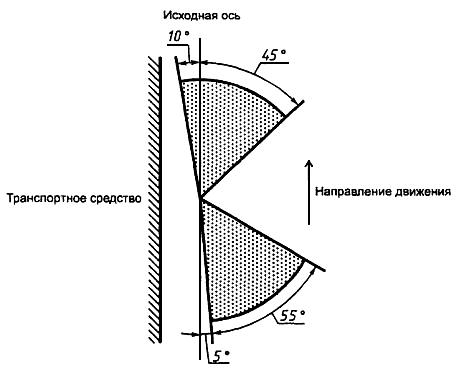 Исходная ось
10°
45°
Транспортное средство
Направление движения
55°
5°